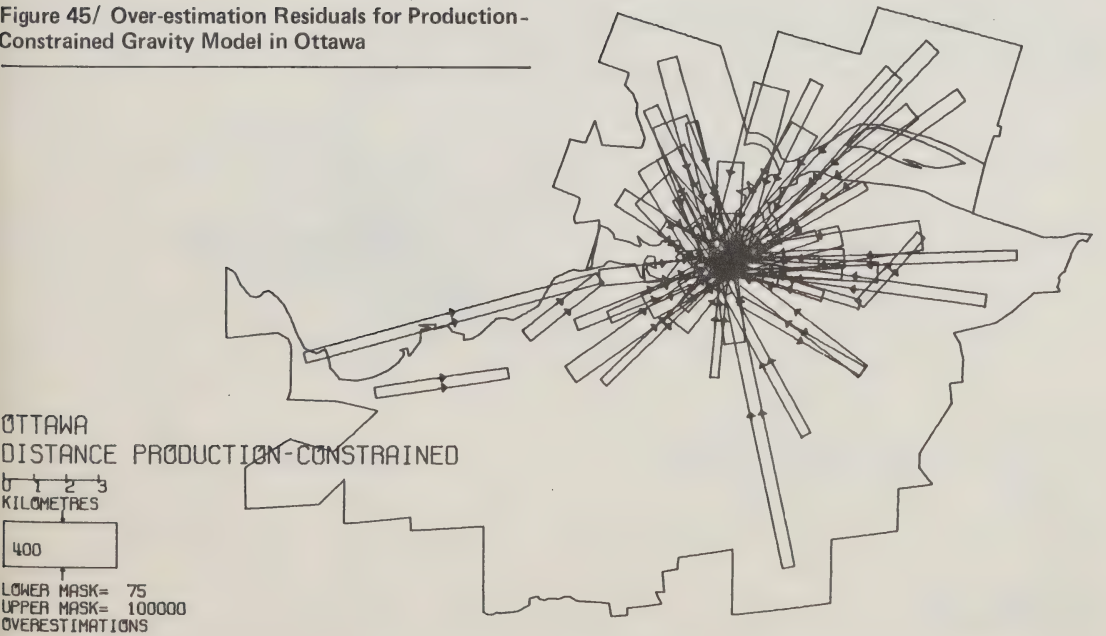 Figure 45/ Over-estimation Residuals for Production-
Constrained Gravity Model in Ottawa
OTTAWA
DISTANCE PRODUCTION-CONSTRAINED
0 1 2 3
KILOMETRES
400
LOWER MASK= 75
UPPER MASK= 100000
OVERESTIMATIONS